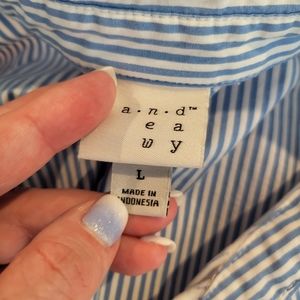 a·n·d™
e a
w y
L
MADE IN
INDONESIA